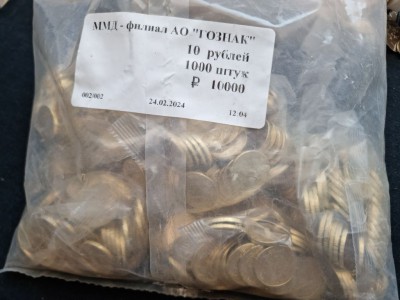 ММД - филиал АО "ГОЗНАК"
10 рублей
1000 штук
₽ 10000
002/002 24.02.2024 12:04